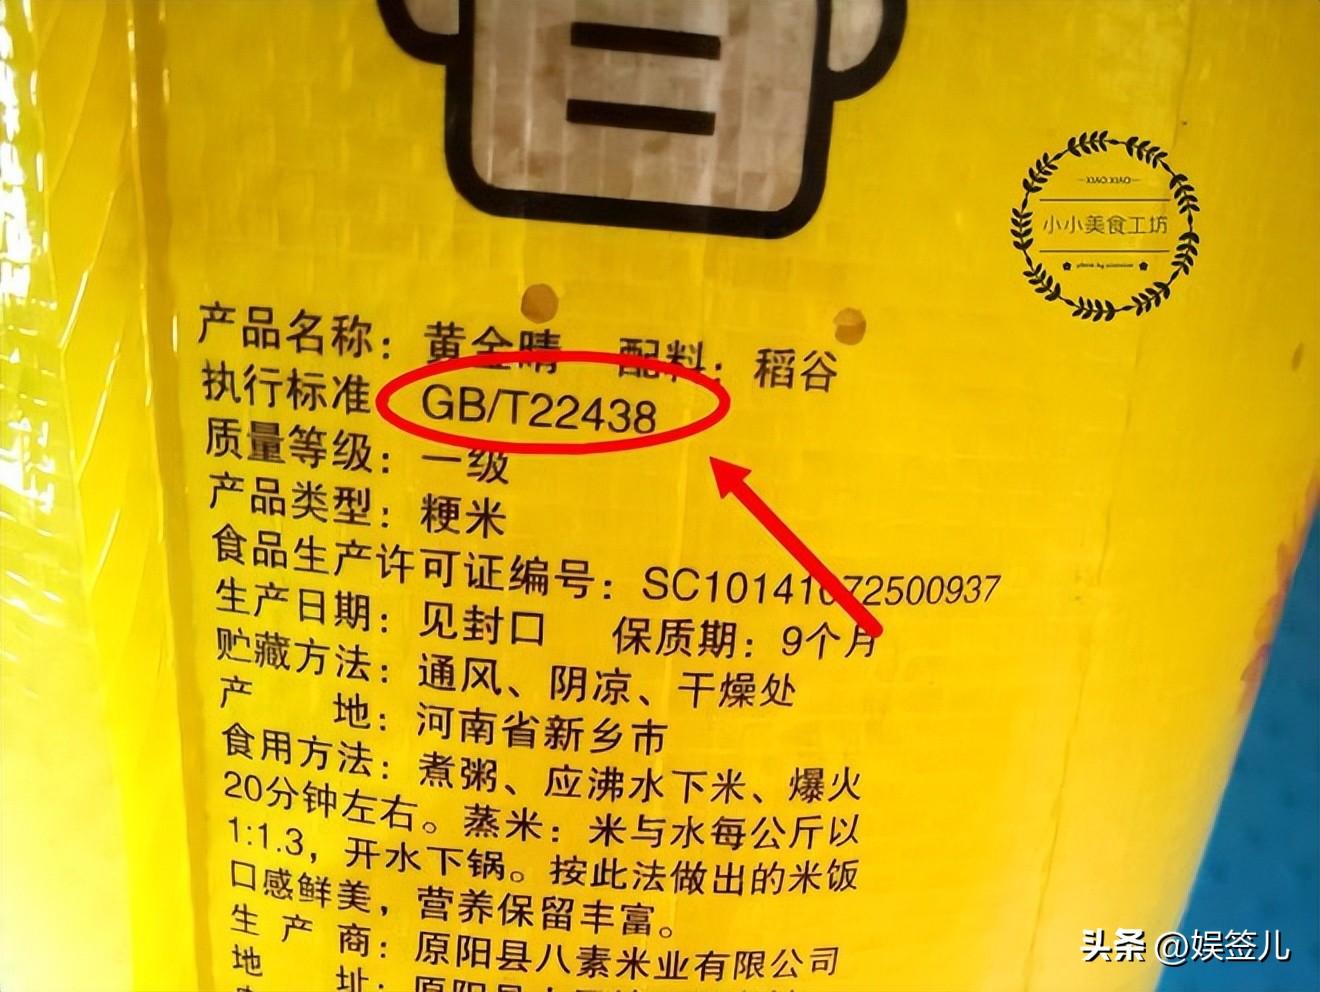 XIAO XIAO
小小美食工坊
产品名称：黄金晴 配料：稻谷
执行标准 GB/T22438
质量等级：一级
产品类型：粳米
食品生产许可证编号：SC10141072500937
生产日期：见封口 保质期：9个月
贮藏方法：通风、阴凉、干燥处
产 地：河南省新乡市
食用方法：煮粥、应沸水下米、爆火
20分钟左右。蒸米：米与水每公斤以
1:1.3，开水下锅。按此法做出的米饭
口感鲜美，营养保留丰富。
生 产 商：原阳县八素米业有限公司
地 址：原阳县
头条 @娱签儿